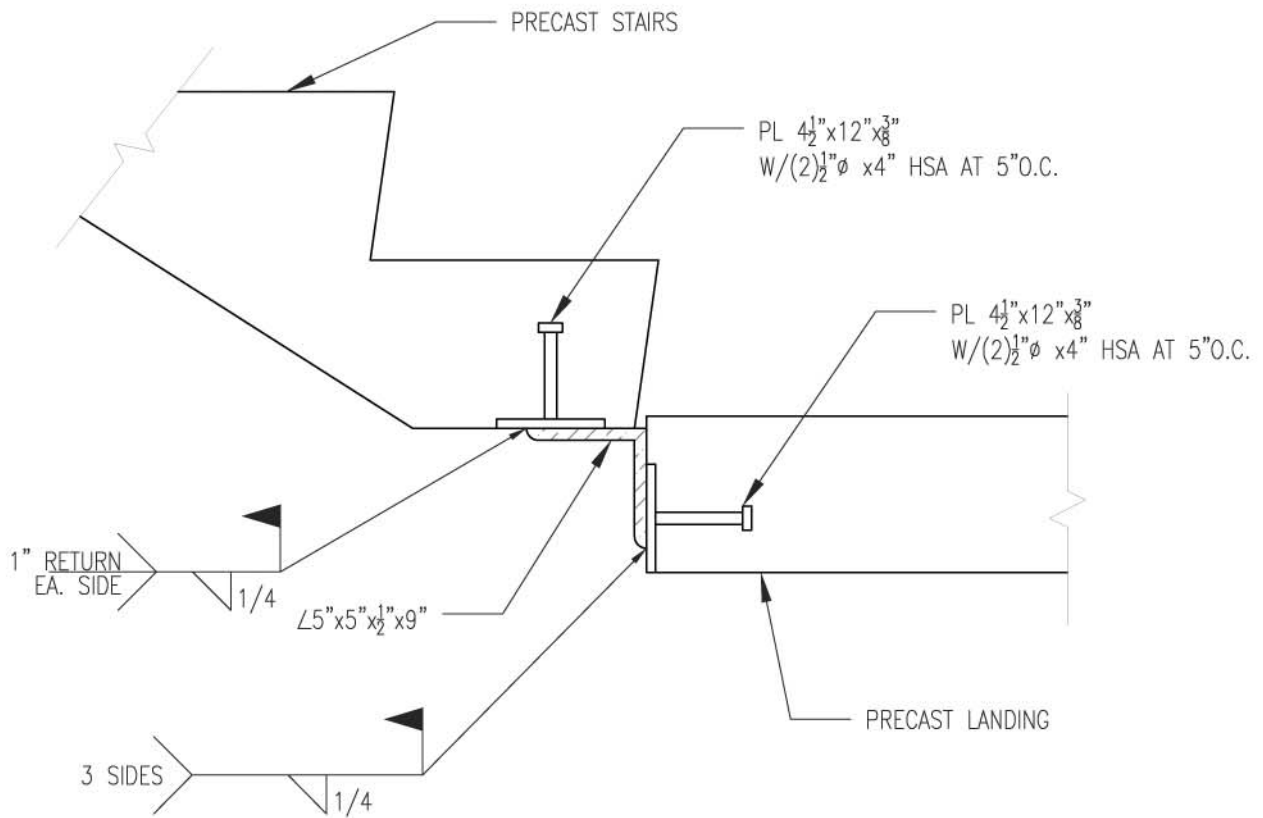 PRECAST STAIRS
PL 4½"x12"x⅜"
W/(2)½"ø x4" HSA AT 5"O.C.
PL 4½"x12"x⅜"
W/(2)½"ø x4" HSA AT 5"O.C.
1" RETURN
EA. SIDE
1/4
∠5"x5"x½"x9"
PRECAST LANDING
3 SIDES
1/4